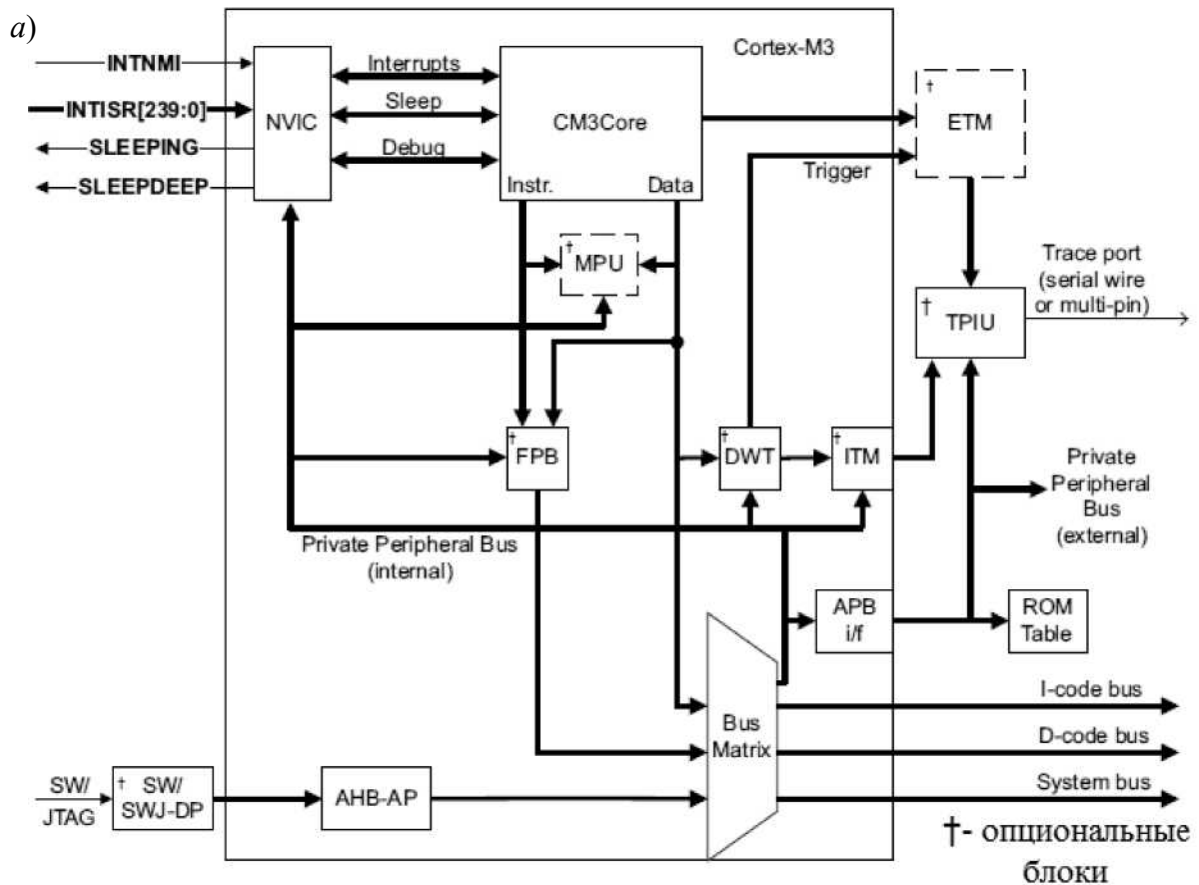 а)
Cortex-M3
INTNMI
INTISR[239:0]
SLEEPING
SLEEPDEEP
NVIC
Interrupts
Sleep
Debug
CM3Core
Instr.
Data
†
ETM
Trigger
†
MPU
Trace port
(serial wire
or multi-pin)
†
TPIU
†
FPB
†
DWT
†
ITM
Private
Peripheral
Bus
(external)
Private Peripheral Bus
(internal)
APB
i/f
ROM
Table
Bus
Matrix
I-code bus
D-code bus
System bus
SW/
JTAG
† SW/
SWJ-DP
AHB-AP
†- опциональные
блоки